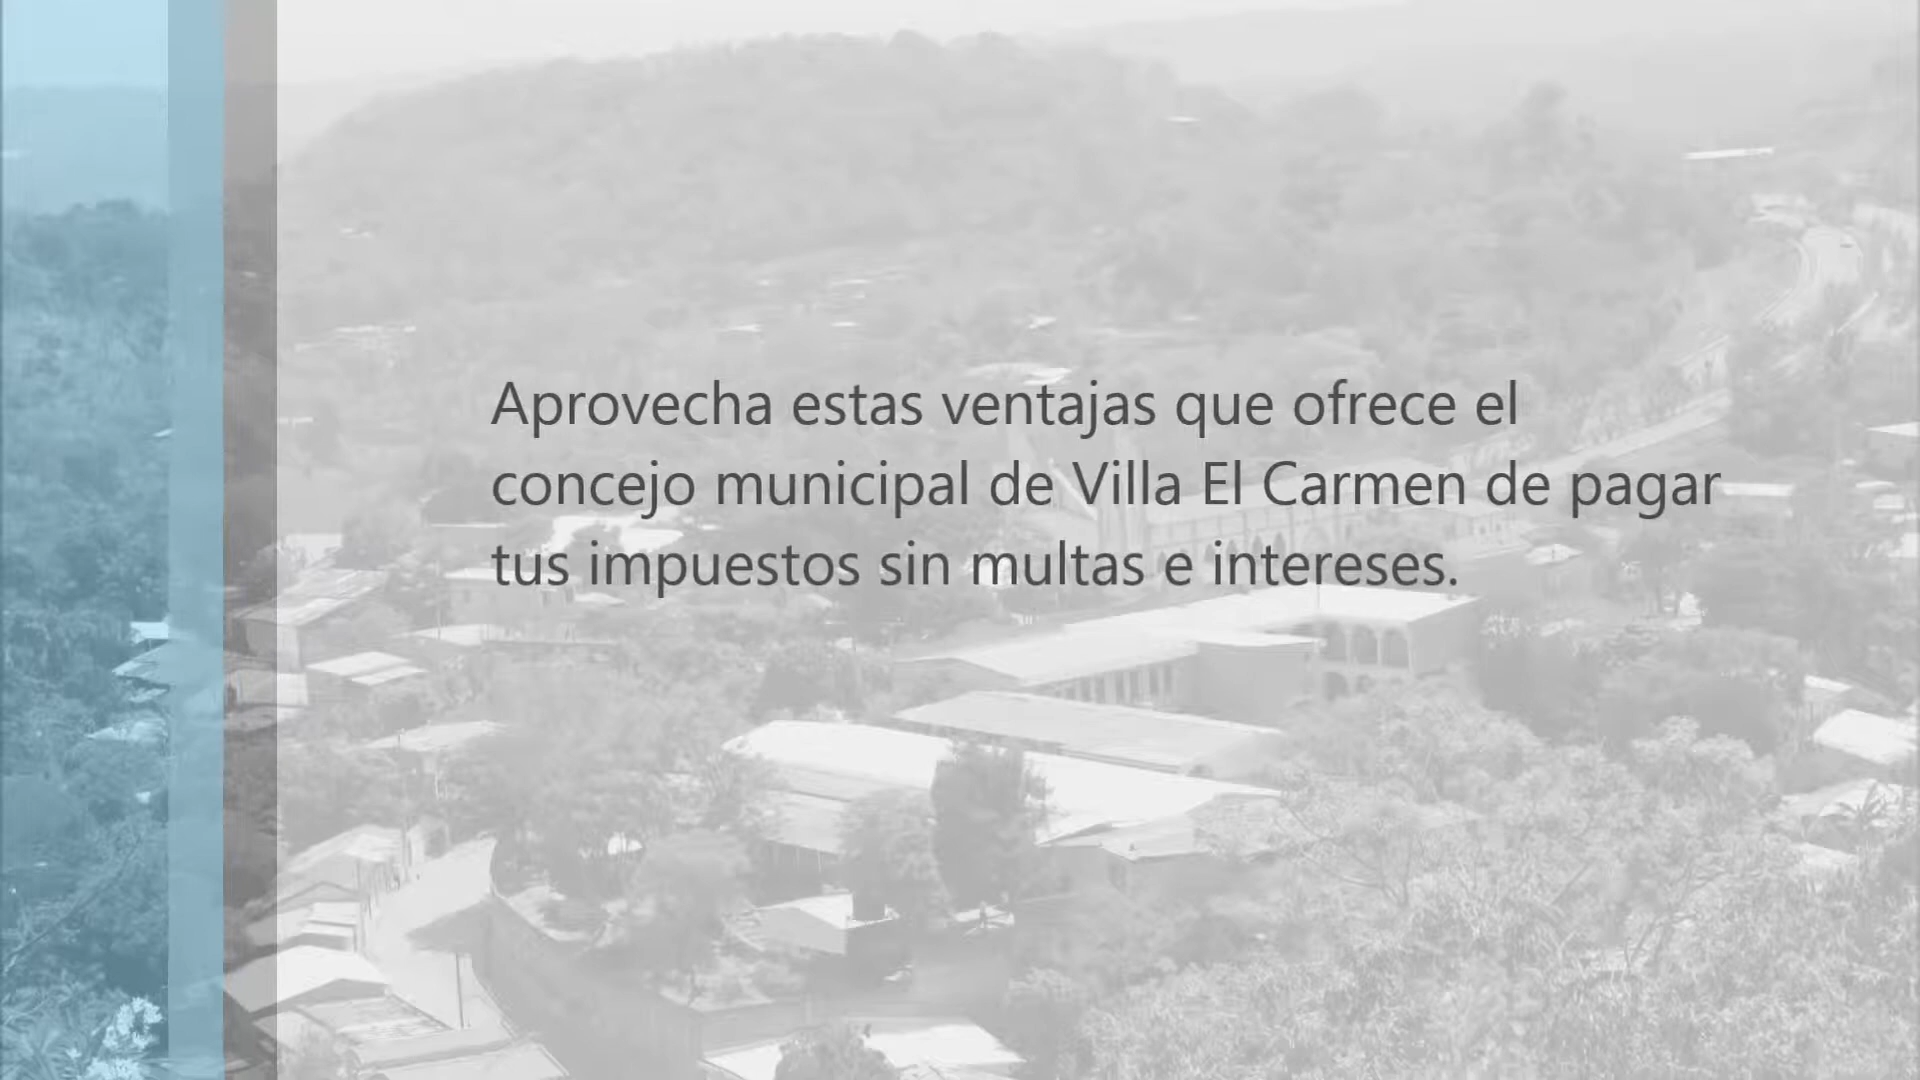 Aprovecha estas ventajas que ofrece el
concejo municipal de Villa El Carmen de pagar
tus impuestos sin multas e intereses.